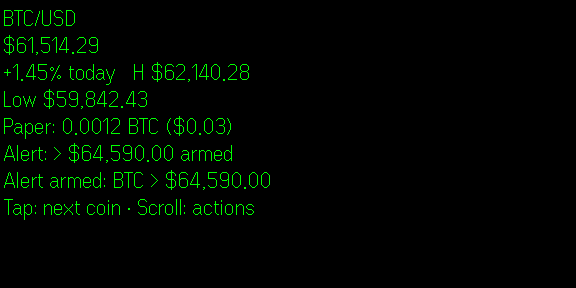 BTC/USD
$61,514.29
+1.45% today H $62,140.28
Low $59,842.43
Paper: 0.0012 BTC ($0.03)
Alert: > $64,590.00 armed
Alert armed: BTC > $64,590.00
Tap: next coin · Scroll: actions